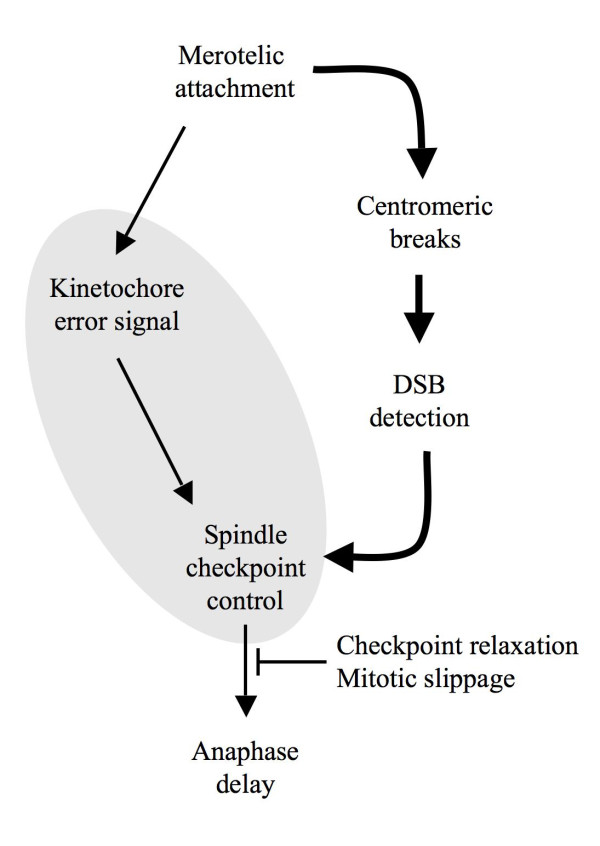 Merotelic
attachment
Centromeric
breaks
Kinetochore
error signal
DSB
detection
Spindle
checkpoint
control
Checkpoint relaxation
Mitotic slippage
Anaphase
delay